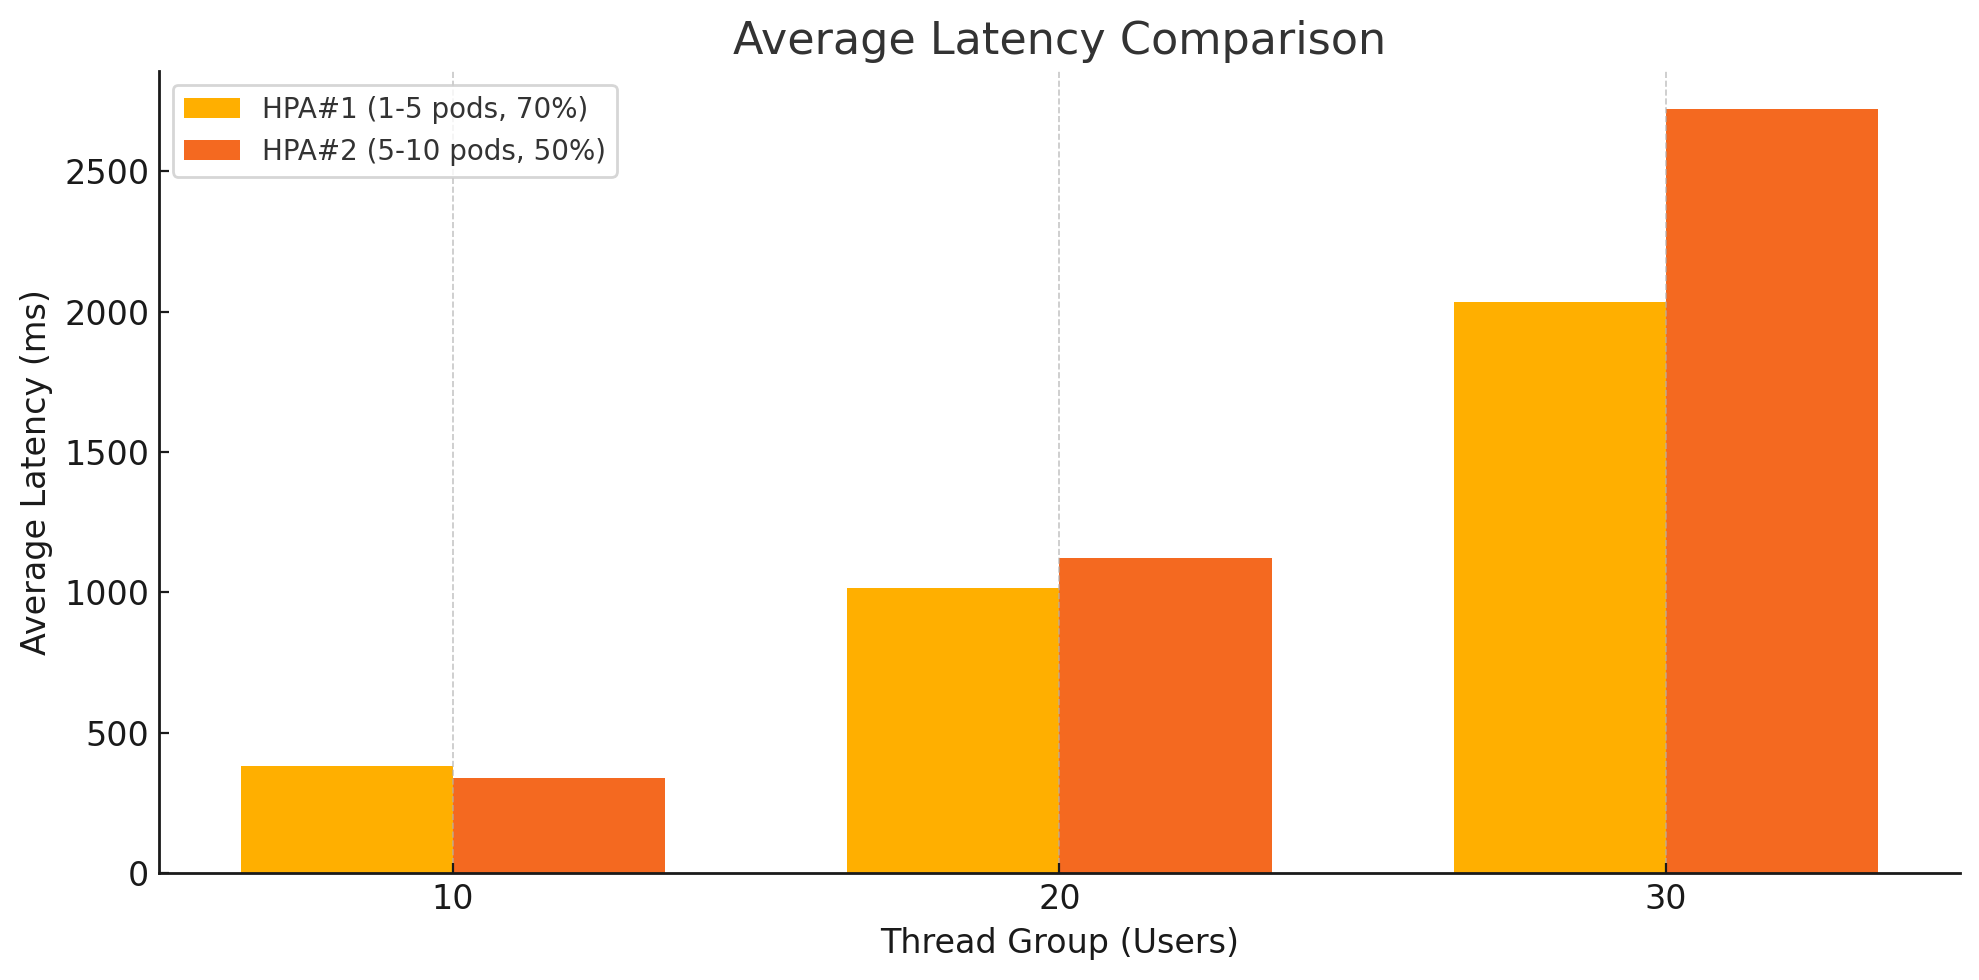 Average Latency Comparison
HPA#1 (1-5 pods, 70%)
HPA#2 (5-10 pods, 50%)
Average Latency (ms)
2500
2000
1500
1000
500
0
10
20
30
Thread Group (Users)